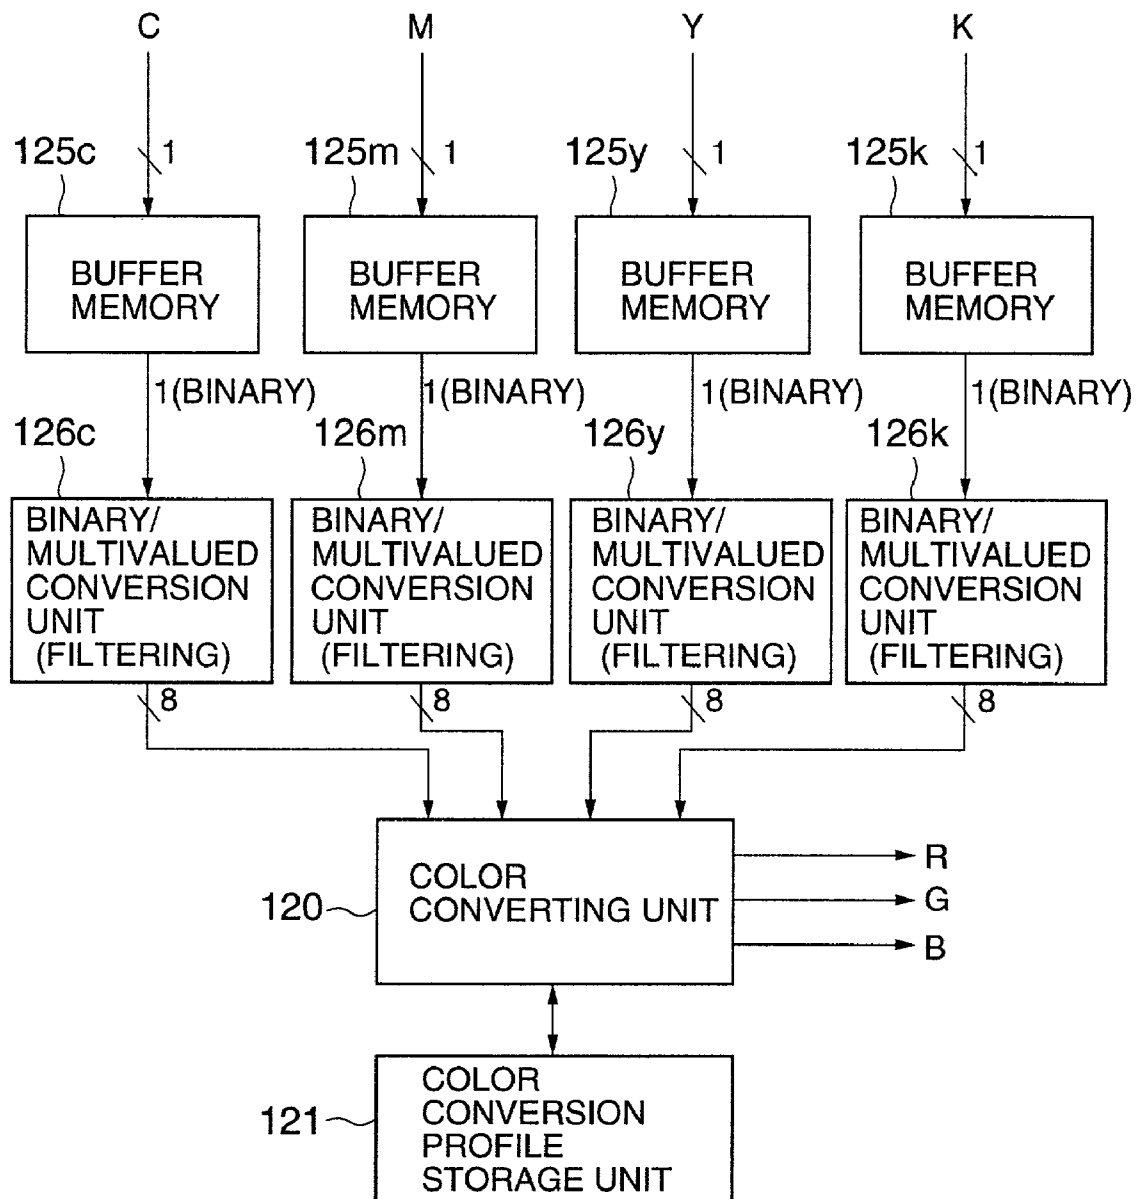 C M Y K
1 1 1 1
125c 125m 125y 125k
BUFFER MEMORY
BUFFER MEMORY
BUFFER MEMORY
BUFFER MEMORY
1(BINARY) 1(BINARY) 1(BINARY) 1(BINARY)
126c 126m 126y 126k
BINARY/
MULTIVALUED
CONVERSION
UNIT
(FILTERING)
BINARY/
MULTIVALUED
CONVERSION
UNIT
(FILTERING)
BINARY/
MULTIVALUED
CONVERSION
UNIT
(FILTERING)
BINARY/
MULTIVALUED
CONVERSION
UNIT
(FILTERING)
8 8 8 8
120
COLOR
CONVERTING UNIT
R
G
B
121
COLOR
CONVERSION
PROFILE
STORAGE UNIT